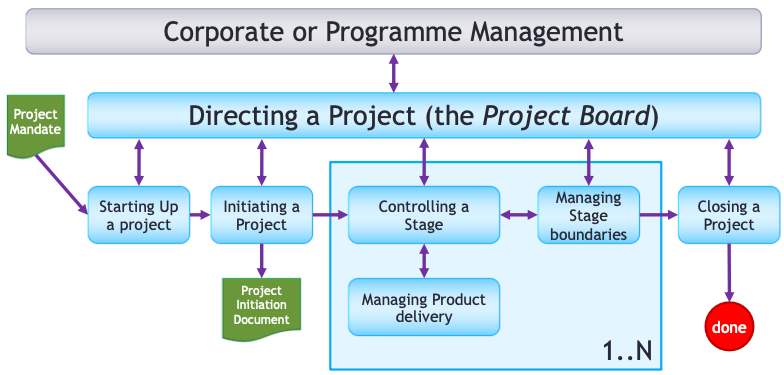 Corporate or Programme Management
Directing a Project (the Project Board)
Project
Mandate
Starting Up
a project
Initiating a
Project
Controlling a
Stage
Managing
Stage
boundaries
Closing a
Project
Project
Initiation
Document
Managing Product
delivery
done
1..N